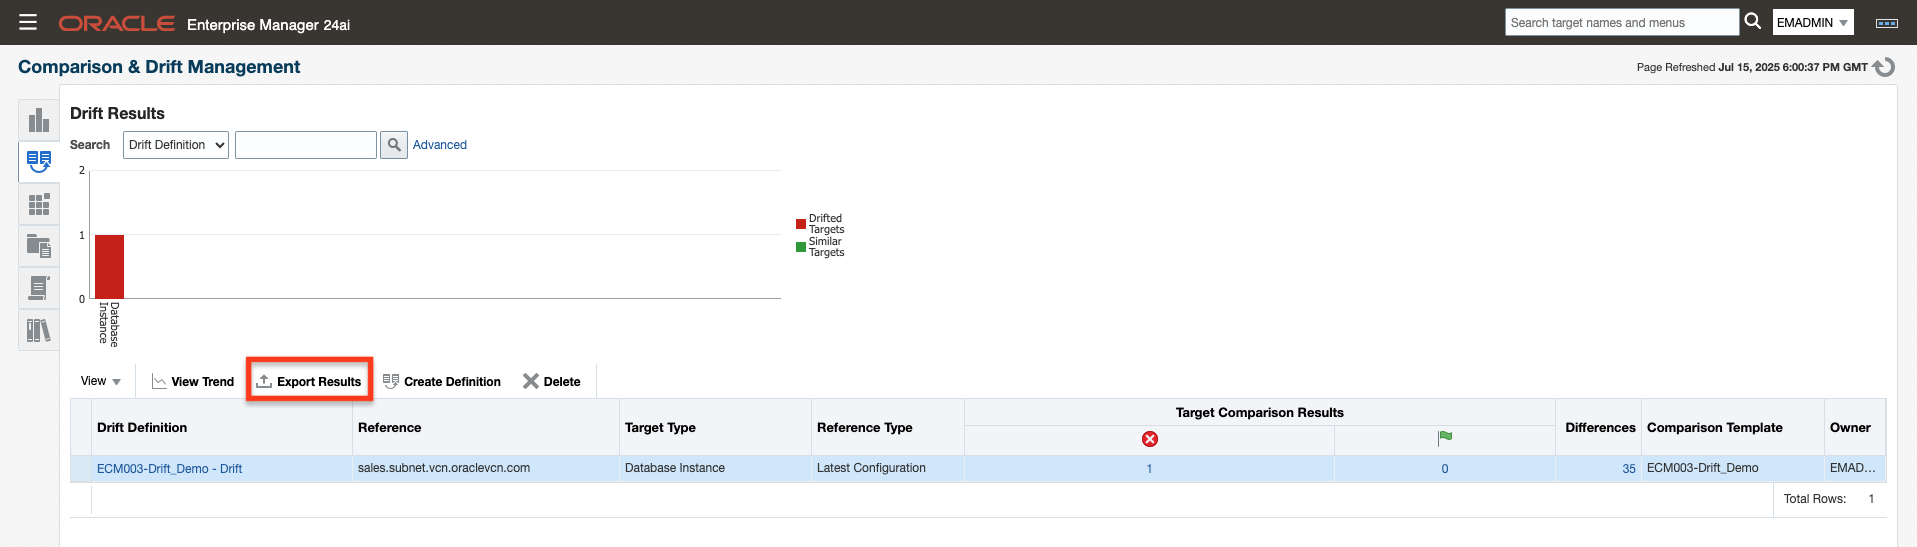 ORACLE Enterprise Manager 24ai
Search target names and menus
EMADMIN
Comparison & Drift Management
Page Refreshed Jul 15, 2025 6:00:37 PM GMT
Drift Results
Search
Drift Definition
Advanced
2
1
0
Database
Instance
Drifted
Targets
Similar
Targets
View
View Trend
Export Results
Create Definition
Delete
Drift Definition
Reference
Target Type
Reference Type
Target Comparison Results
Differences
Comparison Template
Owner
ECM003-Drift_Demo - Drift
sales.subnet.vcn.oraclevcn.com
Database Instance
Latest Configuration
1
0
35
ECM003-Drift_Demo
EMAD...
Total Rows: 1